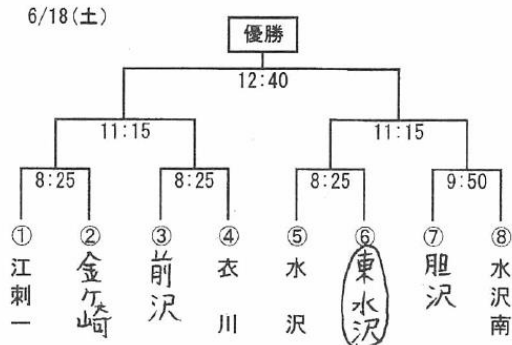 6/18(土)
優勝
12:40
11:15 11:15
8:25 8:25 8:25 9:50
① ② ③ ④ ⑤ ⑥ ⑦ ⑧
江刺一
金ケ崎
前沢
衣川
水沢
東水沢
胆沢
水沢南